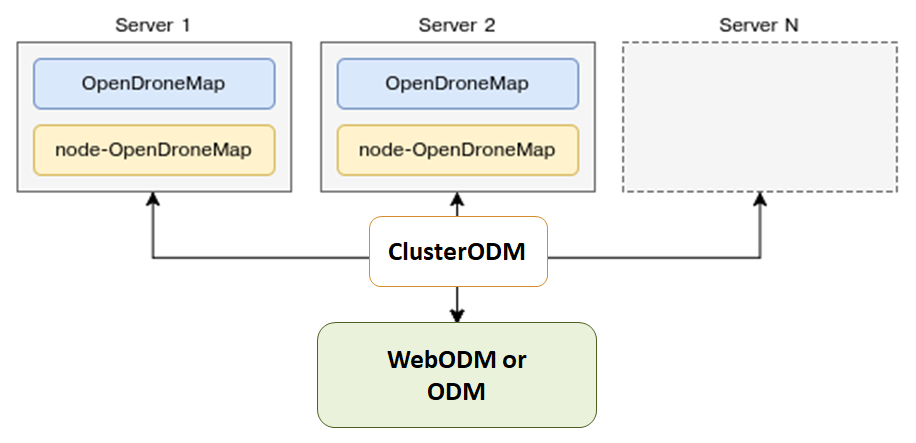 Server 1
Server 2
Server N
OpenDroneMap
OpenDroneMap
node-OpenDroneMap
node-OpenDroneMap
ClusterODM
WebODM or
ODM